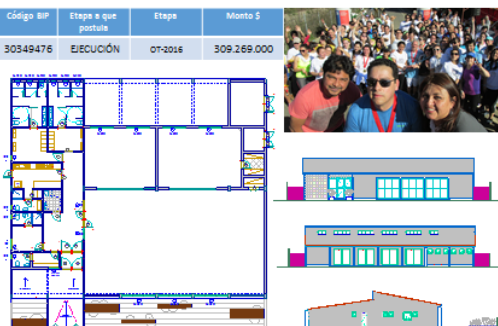 Código BIP
Etapa a que postula
Etapa
Monto $
30349476
EJECUCIÓN
OT-2016
309.269.000